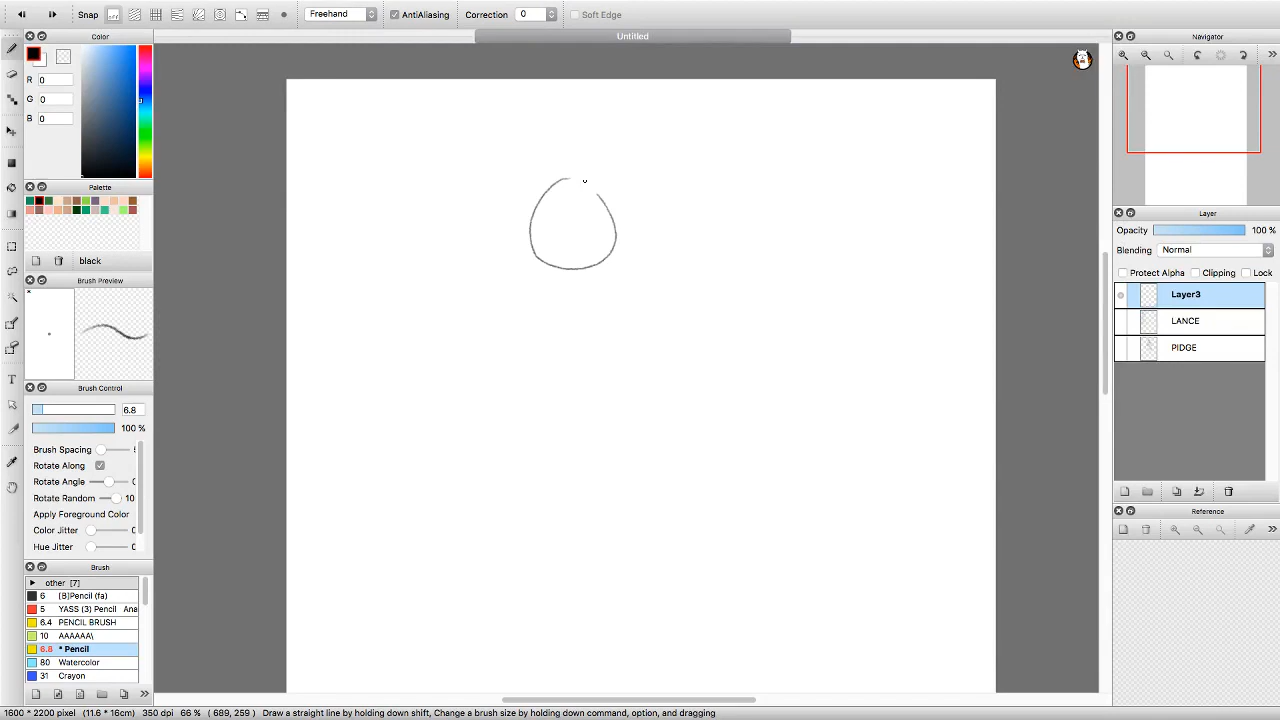 Snap
Freehand
AntiAliasing
Correction
0
Soft Edge
Color
R
0
G
0
B
0
Palette
black
Brush Preview
Brush Control
6.8
100 %
Brush Spacing
Rotate Along
Rotate Angle
Rotate Random
10
Apply Foreground Color
Color Jitter
Hue Jitter
Brush
other [7]
6 (B)Pencil (fa)
5 YASS (3) Pencil Ana
6.4 PENCIL BRUSH
10 AAAAAA\
6.8 * Pencil
80 Watercolor
31 Crayon
Untitled
Navigator
Layer
Opacity
100 %
Blending
Normal
Protect Alpha
Clipping
Lock
Layer3
LANCE
PIDGE
Reference
1600 * 2200 pixel (11.6 * 16cm) 350 dpi 66 % ( 689, 259 ) Draw a straight line by holding down shift, Change a brush size by holding down command, option, and dragging